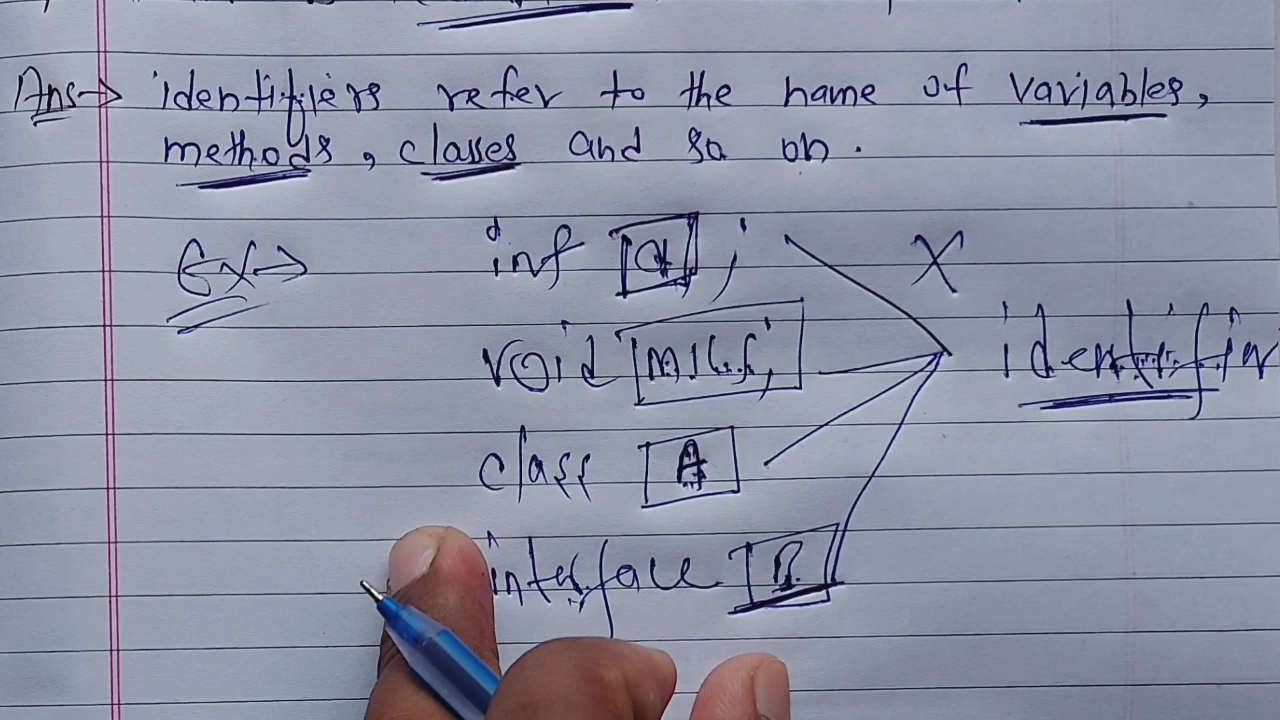 Ans→ identifiers refer to the name of variables,
methods, classes and so on.
Ex→ int a; X
void
class A
interface B
identifier